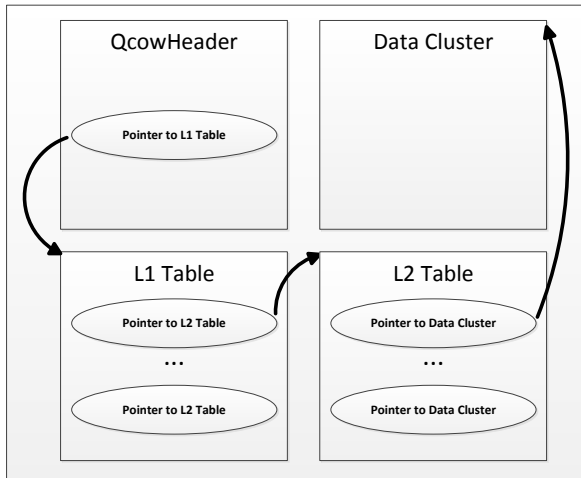 QcowHeader
Pointer to L1 Table
Data Cluster
L1 Table
Pointer to L2 Table
...
Pointer to L2 Table
L2 Table
Pointer to Data Cluster
...
Pointer to Data Cluster